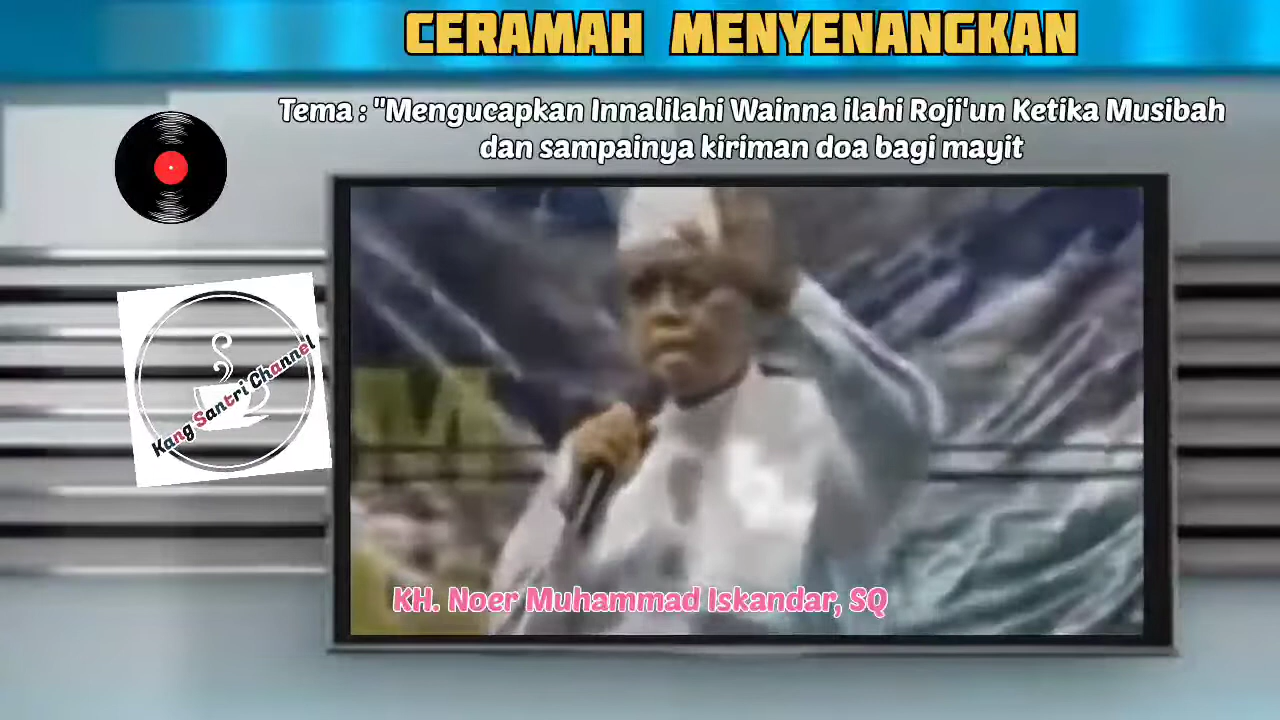 CERAMAH MENYENANGKAN
Tema : "Mengucapkan Innalilahi Wainna ilahi Roji'un Ketika Musibah
dan sampainya kiriman doa bagi mayit
Kang Santri Channel
KH. Noer Muhammad Iskandar, SQ